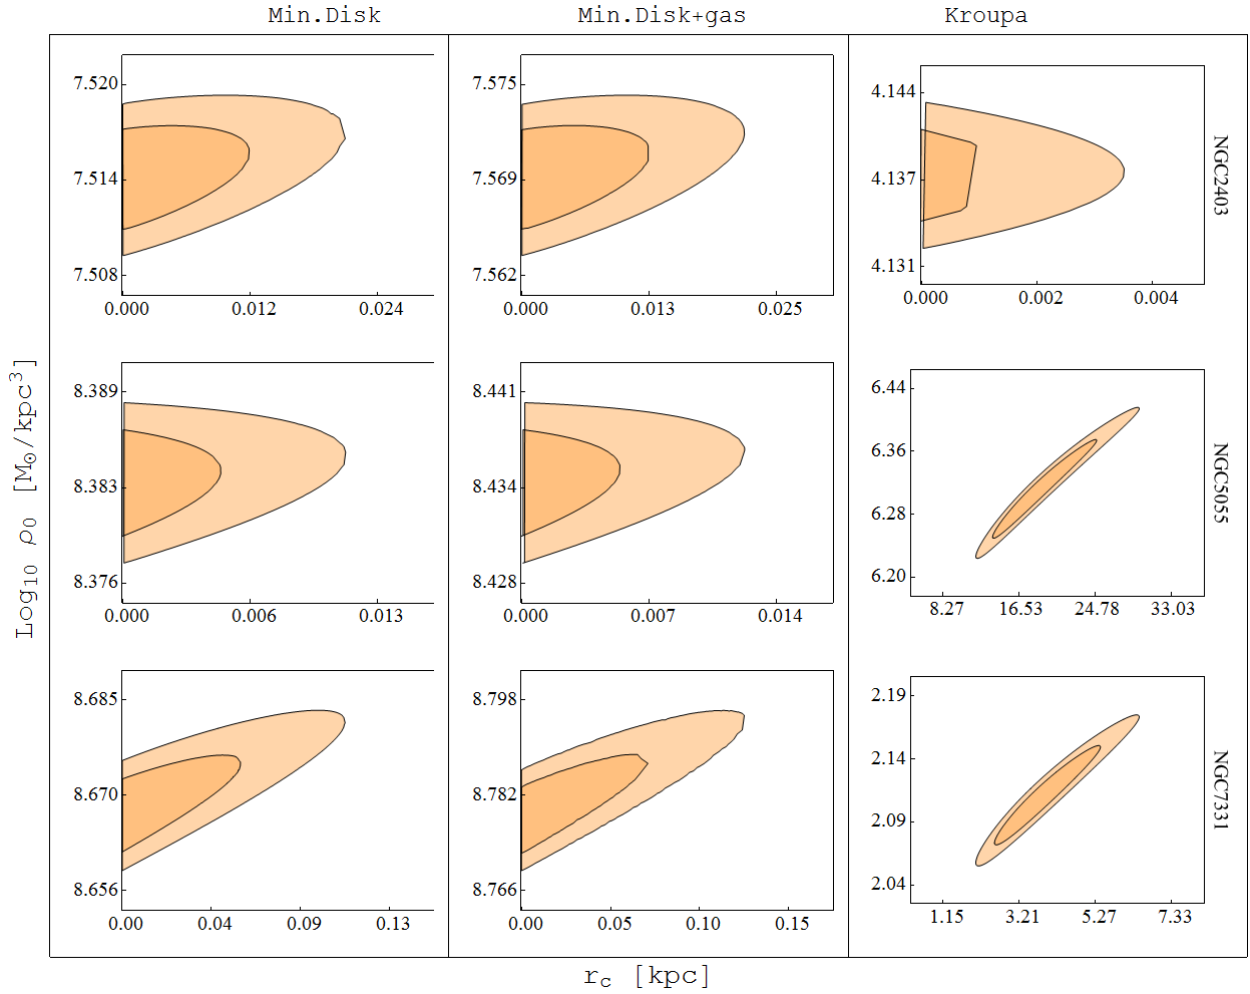 Min.Disk Min.Disk+gas Kroupa
7.520
7.514
7.508
0.000 0.012 0.024
7.575
7.569
7.562
0.000 0.013 0.025
4.144
4.137
4.131
0.000 0.002 0.004
NGC2403
8.389
8.383
8.376
0.000 0.006 0.013
8.441
8.434
8.428
0.000 0.007 0.014
6.44
6.36
6.28
6.20
8.27 16.53 24.78 33.03
NGC5055
8.685
8.670
8.656
0.00 0.04 0.09 0.13
8.798
8.782
8.766
0.00 0.05 0.10 0.15
2.19
2.14
2.09
2.04
1.15 3.21 5.27 7.33
NGC7331
Log₁₀ ρ₀ [M⊙/kpc³]
r_c [kpc]